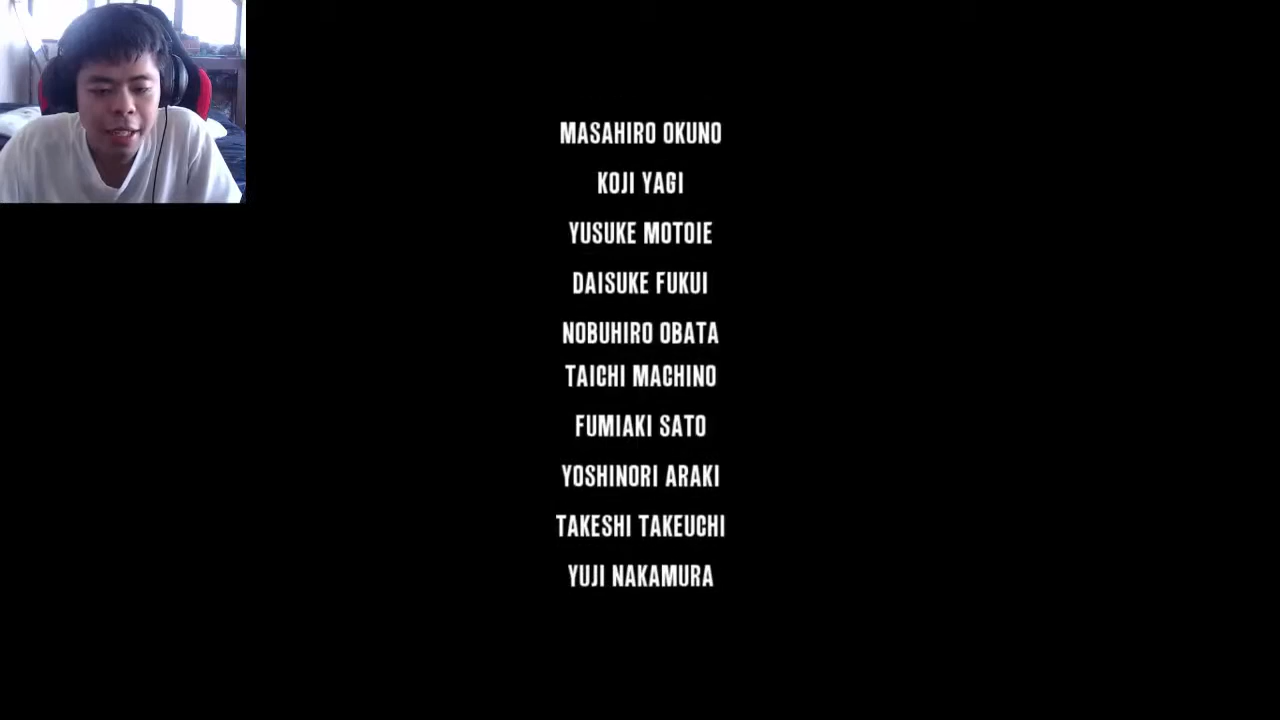 MASAHIRO OKUNO
KOJI YAGI
YUSUKE MOTOIE
DAISUKE FUKUI
NOBUHIRO OBATA
TAICHI MACHINO
FUMIAKI SATO
YOSHINORI ARAKI
TAKESHI TAKEUCHI
YUJI NAKAMURA